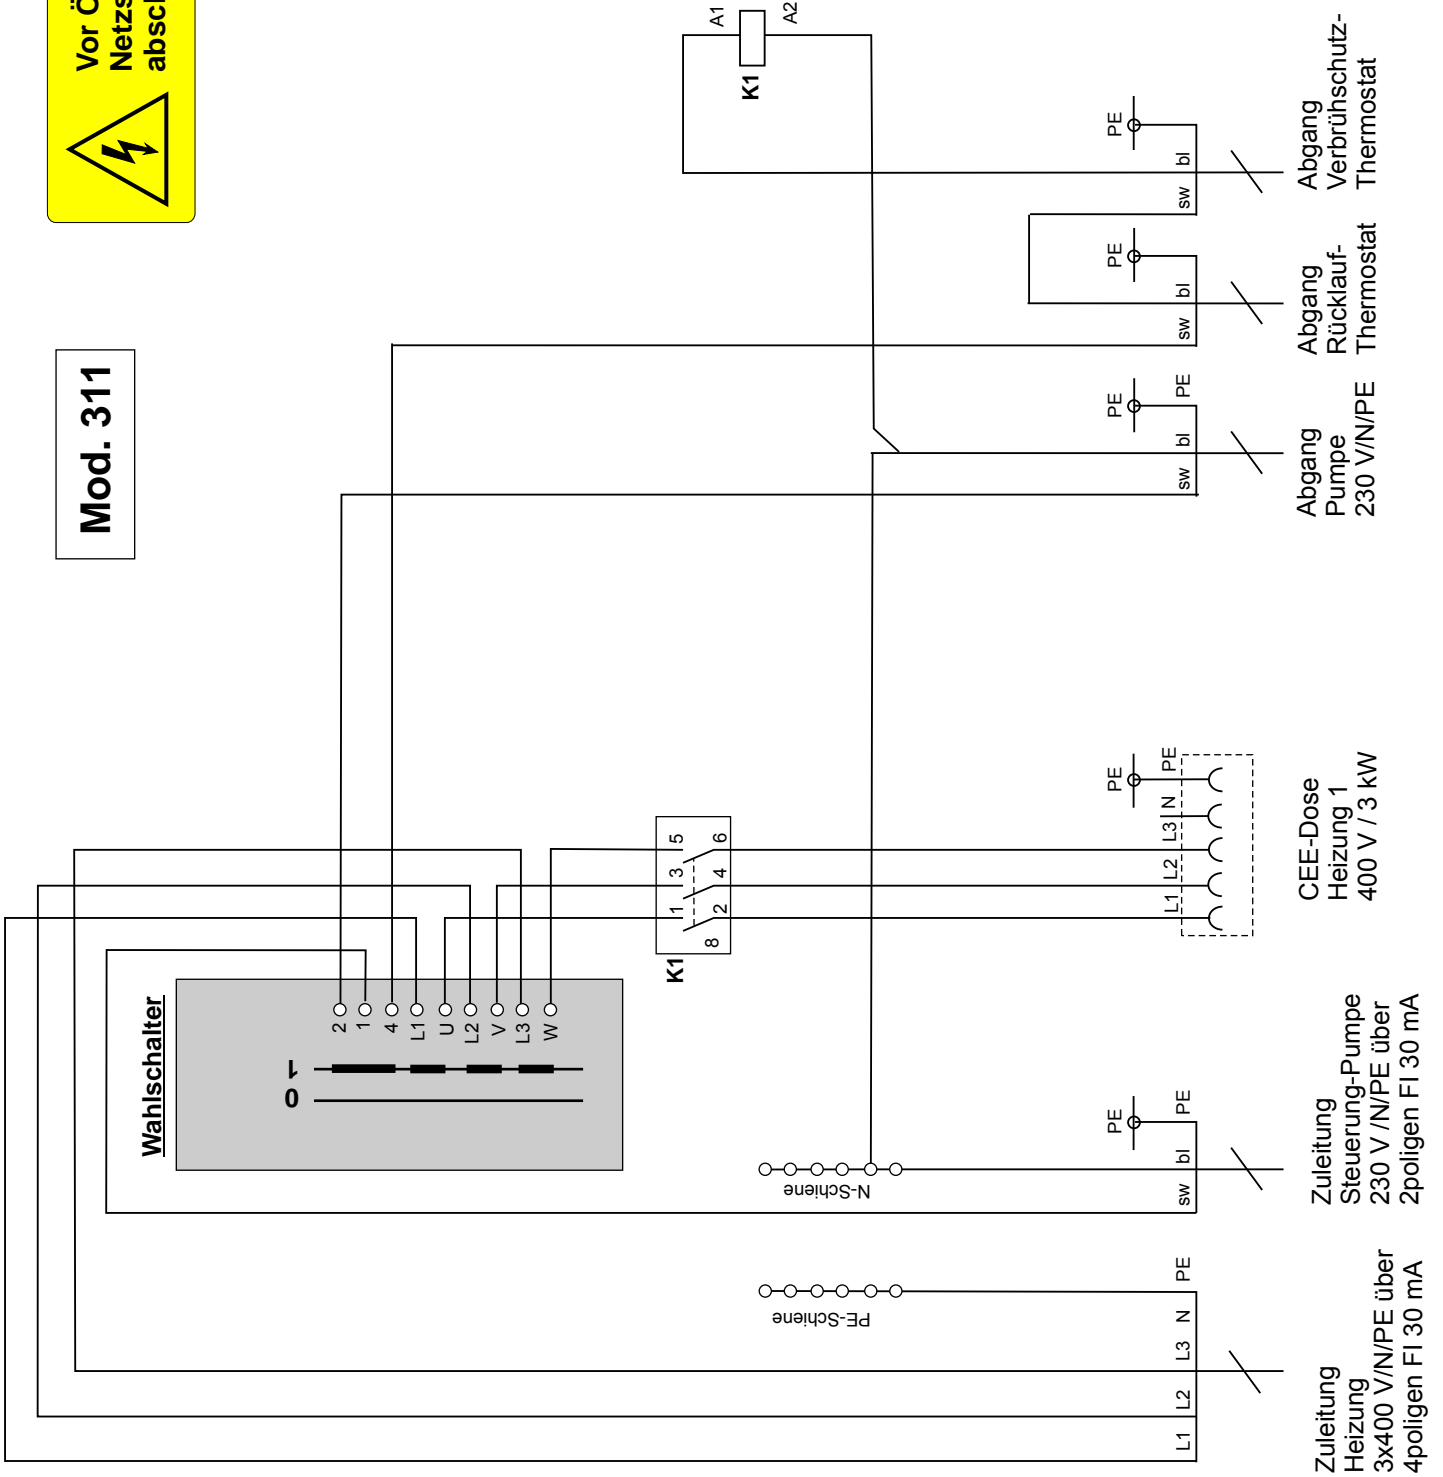 Vor Ö
Netzs
absch
Mod. 311
Wahlschalter
0
1
2
1
4
L1
U
L2
V
L3
W
K1
A1
A2
K1
1
3
5
8
2
4
6
PE-Schiene
N-Schiene
PE
PE
PE
PE
PE
L1
L2
L3
N
PE
sw
bl
PE
L1
L2
L3
N
PE
sw
bl
PE
sw
bl
sw
bl
Zuleitung
Heizung
3x400 V/N/PE über
4poligen FI 30 mA
Zuleitung
Steuerung-Pumpe
230 V /N/PE über
2poligen FI 30 mA
CEE-Dose
Heizung 1
400 V / 3 kW
Abgang
Pumpe
230 V/N/PE
Abgang
Rücklauf-
Thermostat
Abgang
Verbrühschutz-
Thermostat